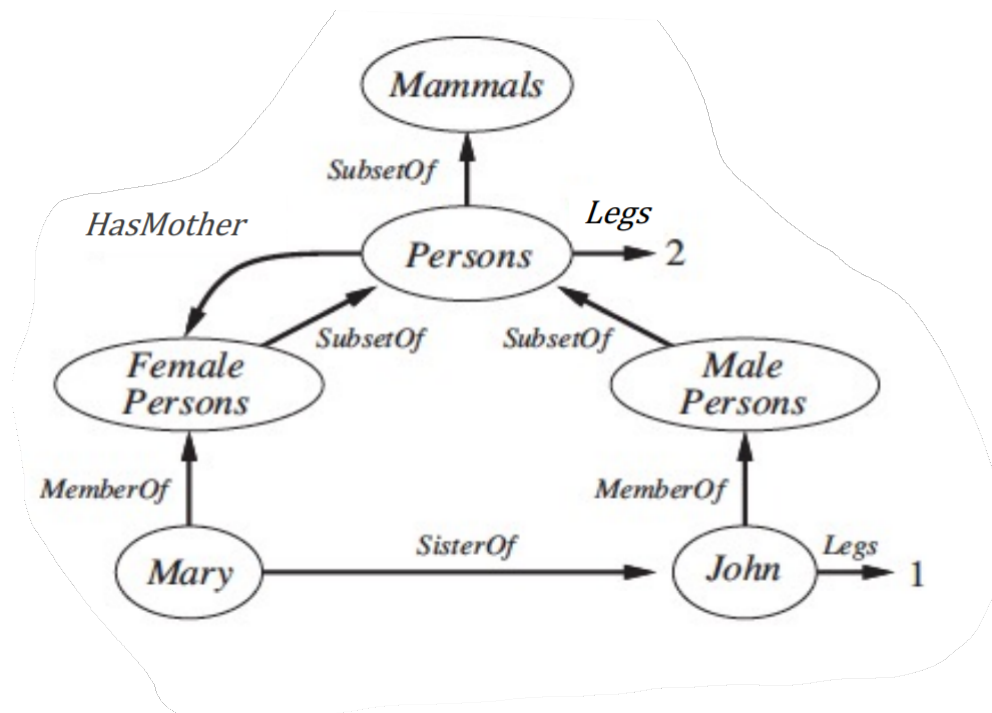 Mammals
SubsetOf
HasMother
Legs
Persons
2
SubsetOf
SubsetOf
Female
Persons
Male
Persons
MemberOf
MemberOf
SisterOf
Legs
Mary
John
1